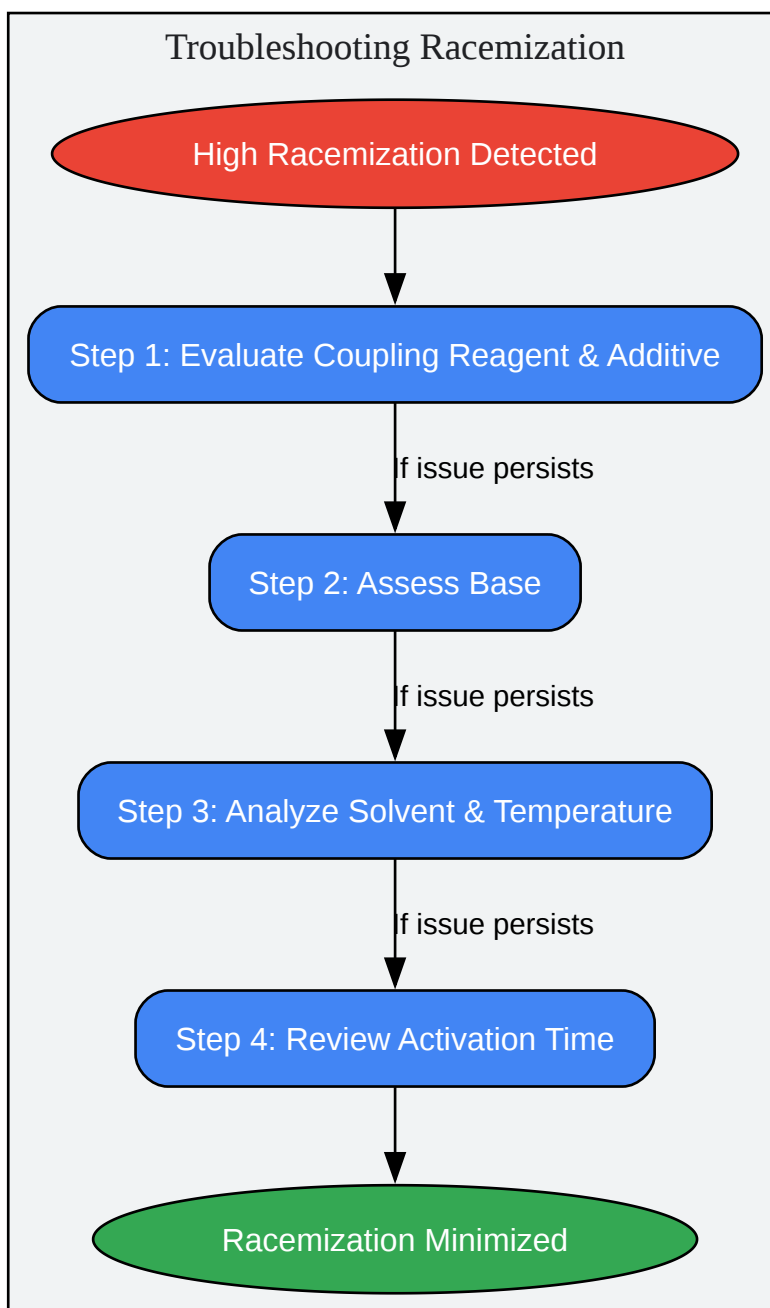 Troubleshooting Racemization
High Racemization Detected
Step 1: Evaluate Coupling Reagent & Additive
If issue persists
Step 2: Assess Base
If issue persists
Step 3: Analyze Solvent & Temperature
If issue persists
Step 4: Review Activation Time
Racemization Minimized